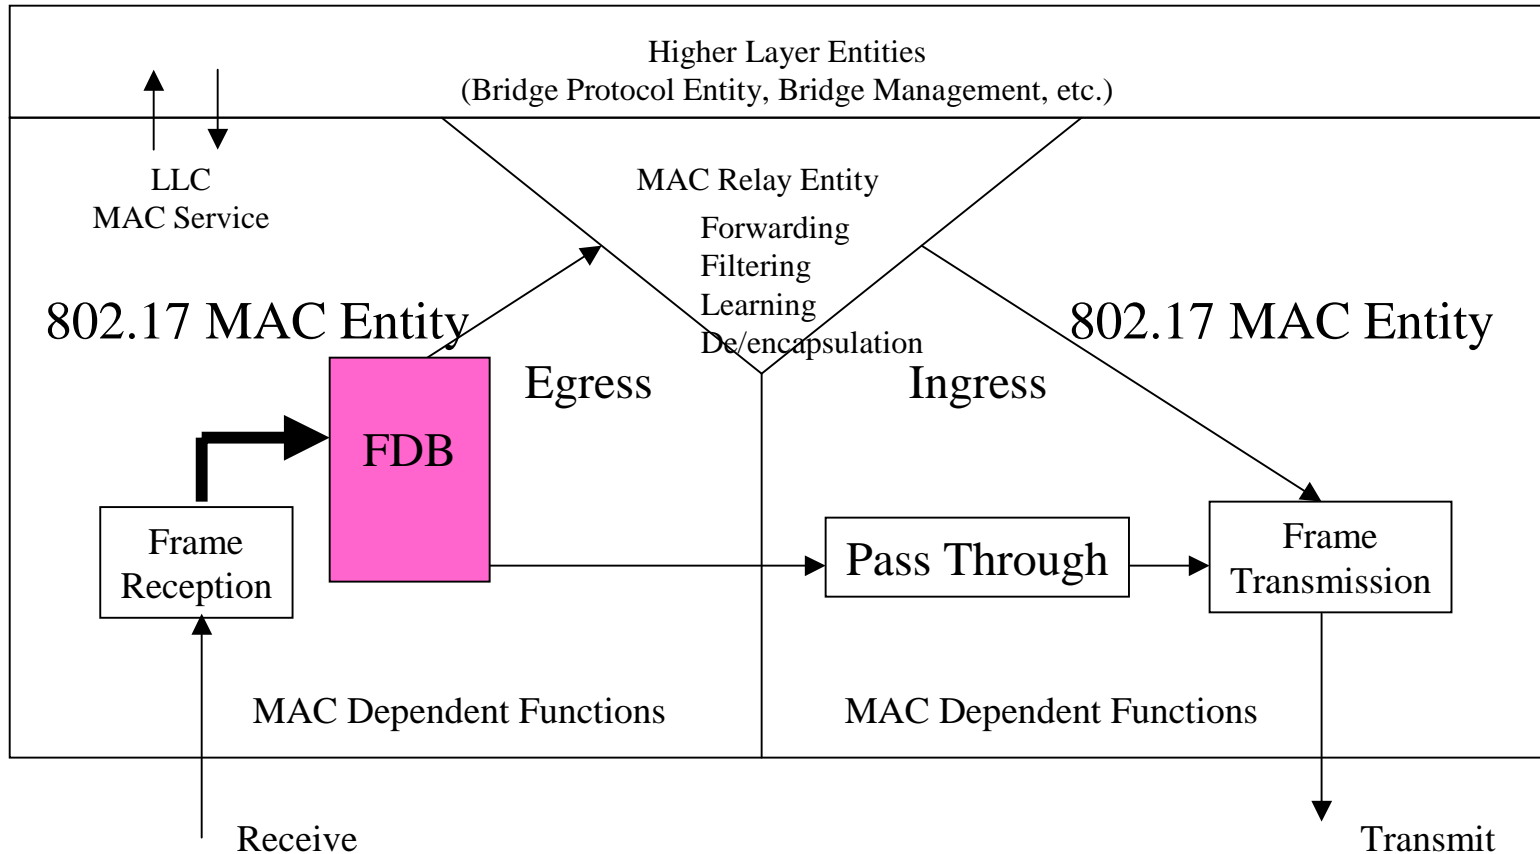 Higher Layer Entities
(Bridge Protocol Entity, Bridge Management, etc.)
LLC
MAC Service
MAC Relay Entity
Forwarding
Filtering
Learning
De/encapsulation
802.17 MAC Entity
802.17 MAC Entity
Egress
Ingress
FDB
Frame
Reception
Pass Through
Frame
Transmission
MAC Dependent Functions
MAC Dependent Functions
Receive
Transmit